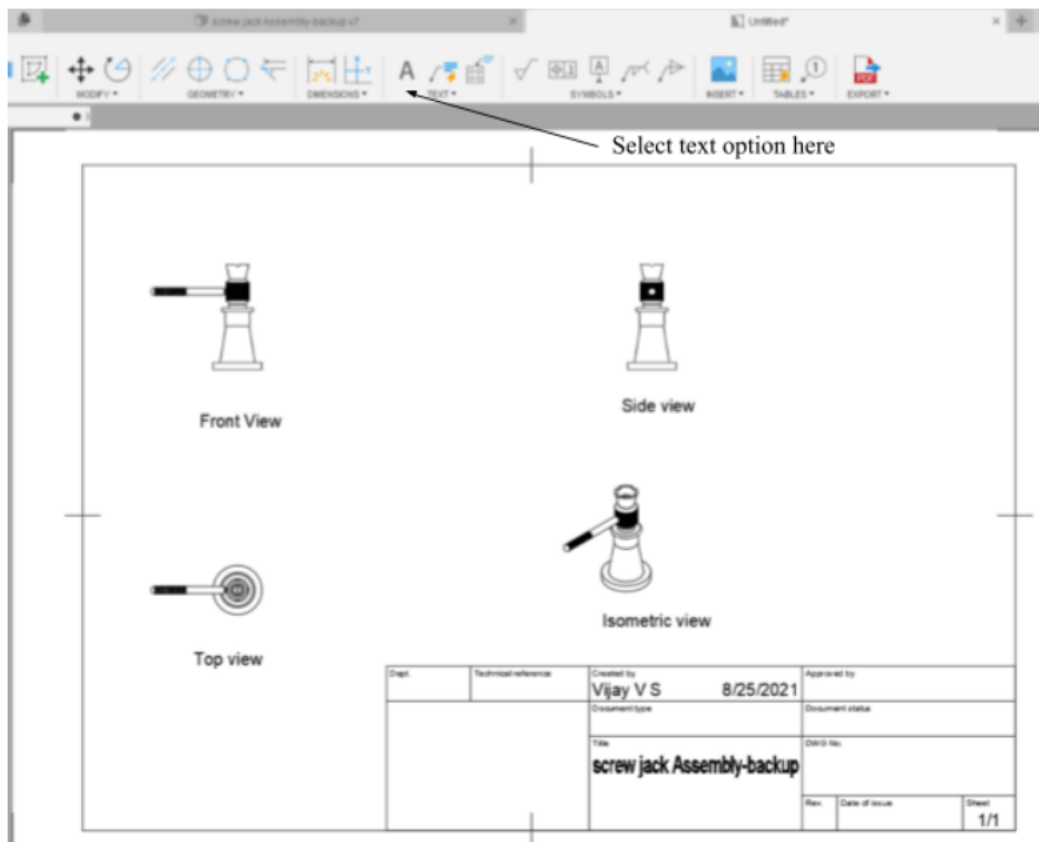 screw jack Assembly-backup v7
Untitled*
MODIFY
GEOMETRY
DIMENSIONS
A
TEXT
A
SYMBOLS
INSERT
1
TABLES
PDF
EXPORT
Select text option here
Front View
Side view
Top view
Isometric view
Dept.
Technical reference
Created by
Vijay V S
8/25/2021
Approved by
Document type
Document status
Title
screw jack Assembly-backup
DWG No.
Rev.
Date of issue
Sheet
1/1